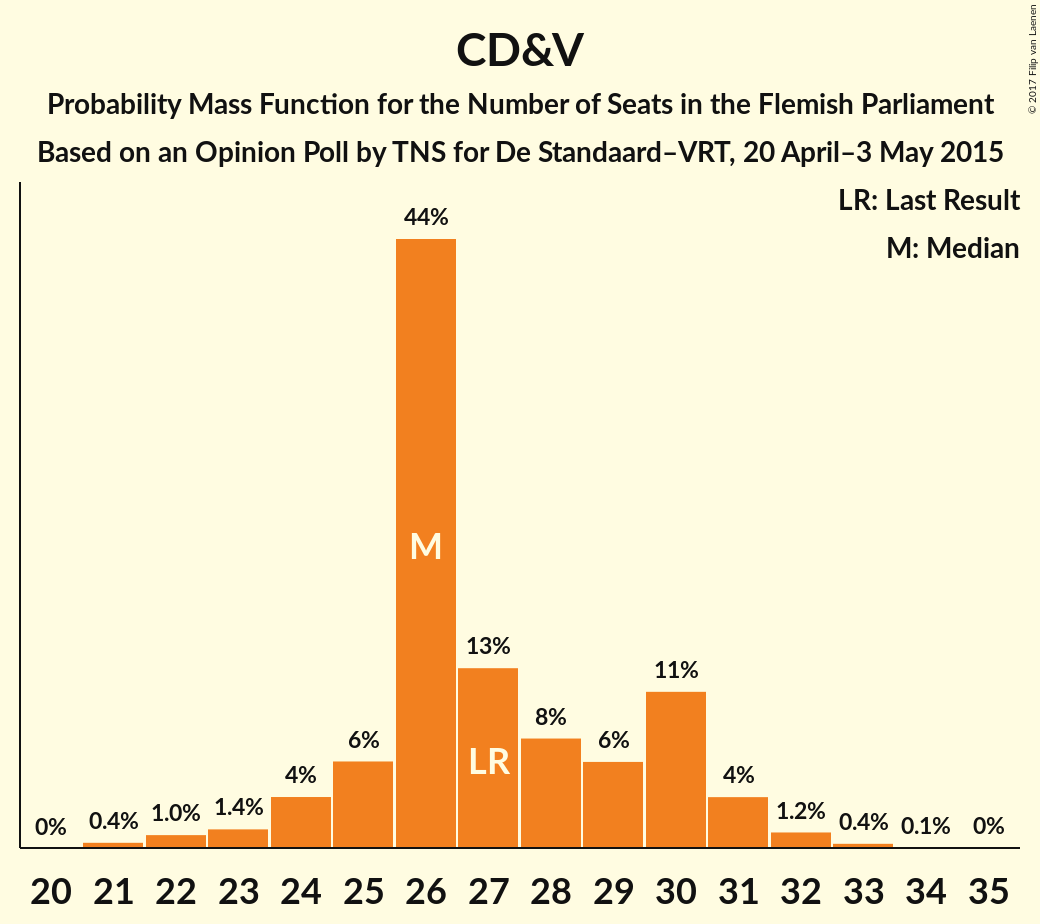 CD&V
Probability Mass Function for the Number of Seats in the Flemish Parliament
Based on an Opinion Poll by TNS for De Standaard–VRT, 20 April–3 May 2015
© 2017 Filip van Laenen
LR: Last Result
M: Median
0%
0.4%
1.0%
1.4%
4%
6%
44%
13%
8%
6%
11%
4%
1.2%
0.4%
0.1%
0%
M
LR
20 21 22 23 24 25 26 27 28 29 30 31 32 33 34 35